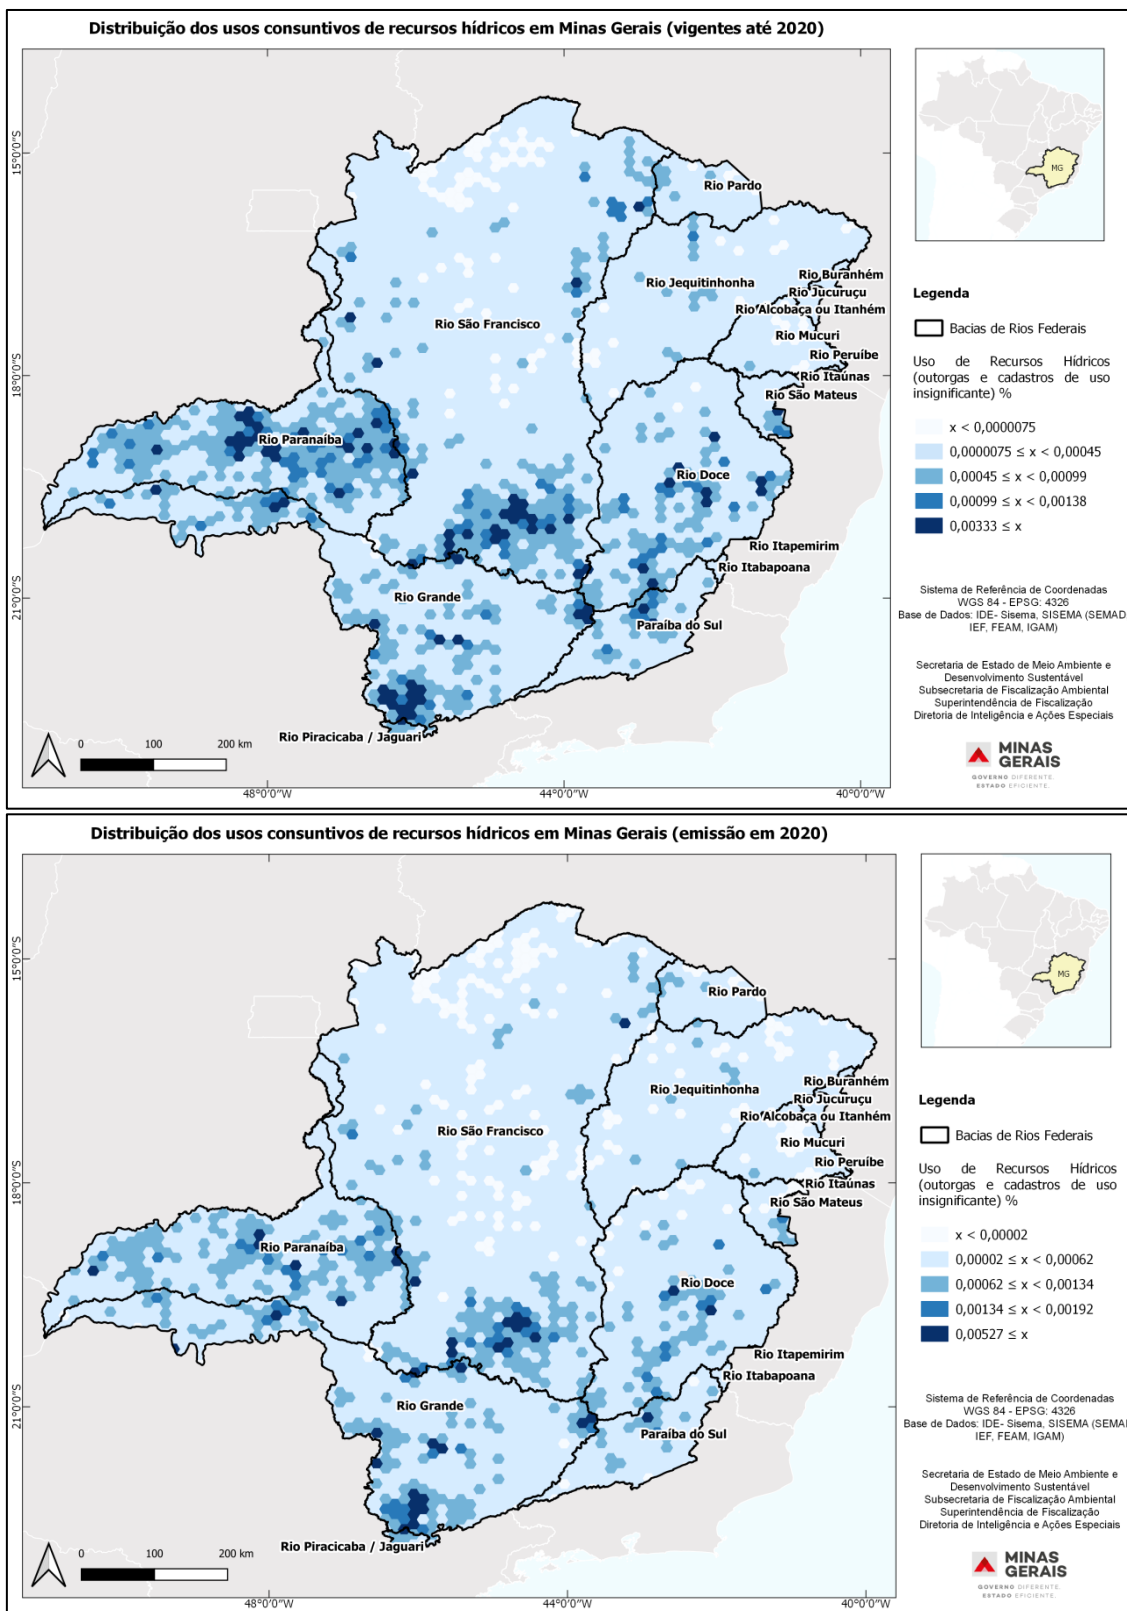 Distribuição dos usos consuntivos de recursos hídricos em Minas Gerais (vigentes até 2020)
15°0'0"S
18°0'0"S
21°0'0"S
Rio Pardo
Rio Jequitinhonha
Rio Buranhém
Rio Jucuruçu
Rio Alcobaça ou Itanhém
Rio São Francisco
Rio Mucuri
Rio Peruíbe
Rio Itaúnas
Rio São Mateus
Rio Paranaíba
Rio Doce
Rio Itapemirim
Rio Itabapoana
Rio Grande
Paraíba do Sul
Rio Piracicaba / Jaguari
0 100 200 km
48°0'0"W 44°0'0"W 40°0'0"W
MG
Legenda
Bacias de Rios Federais
Uso de Recursos Hídricos
(outorgas e cadastros de uso
insignificante) %
x < 0,0000075
0,0000075 ≤ x < 0,00045
0,00045 ≤ x < 0,00099
0,00099 ≤ x < 0,00138
0,00333 ≤ x
Sistema de Referência de Coordenadas
WGS 84 - EPSG: 4326
Base de Dados: IDE- Sisema, SISEMA (SEMAD
IEF, FEAM, IGAM)
Secretaria de Estado de Meio Ambiente e
Desenvolvimento Sustentável
Subsecretaria de Fiscalização Ambiental
Superintendência de Fiscalização
Diretoria de Inteligência e Ações Especiais
MINAS
GERAIS
GOVERNO DIFERENTE.
ESTADO EFICIENTE.
Distribuição dos usos consuntivos de recursos hídricos em Minas Gerais (emissão em 2020)
15°0'0"S
18°0'0"S
21°0'0"S
Rio Pardo
Rio Jequitinhonha
Rio Buranhém
Rio Jucuruçu
Rio Alcobaça ou Itanhém
Rio São Francisco
Rio Mucuri
Rio Peruíbe
Rio Itaúnas
Rio São Mateus
Rio Paranaíba
Rio Doce
Rio Itapemirim
Rio Itabapoana
Rio Grande
Paraíba do Sul
Rio Piracicaba / Jaguari
0 100 200 km
48°0'0"W 44°0'0"W 40°0'0"W
MG
Legenda
Bacias de Rios Federais
Uso de Recursos Hídricos
(outorgas e cadastros de uso
insignificante) %
x < 0,00002
0,00002 ≤ x < 0,00062
0,00062 ≤ x < 0,00134
0,00134 ≤ x < 0,00192
0,00527 ≤ x
Sistema de Referência de Coordenadas
WGS 84 - EPSG: 4326
Base de Dados: IDE- Sisema, SISEMA (SEMAI
IEF, FEAM, IGAM)
Secretaria de Estado de Meio Ambiente e
Desenvolvimento Sustentável
Subsecretaria de Fiscalização Ambiental
Superintendência de Fiscalização
Diretoria de Inteligência e Ações Especiais
MINAS
GERAIS
GOVERNO DIFERENTE.
ESTADO EFICIENTE.